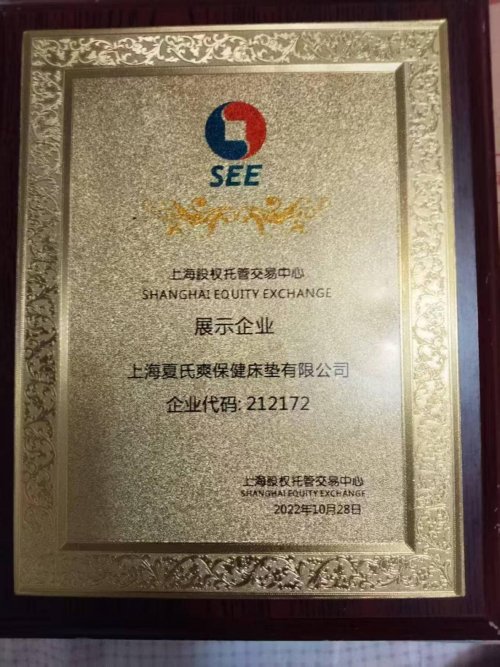 SEE
上海股权托管交易中心
SHANGHAI EQUITY EXCHANGE
展示企业
上海夏氏爽保健床垫有限公司
企业代码: 212172
上海股权托管交易中心
SHANGHAI EQUITY EXCHANGE
2022年10月28日